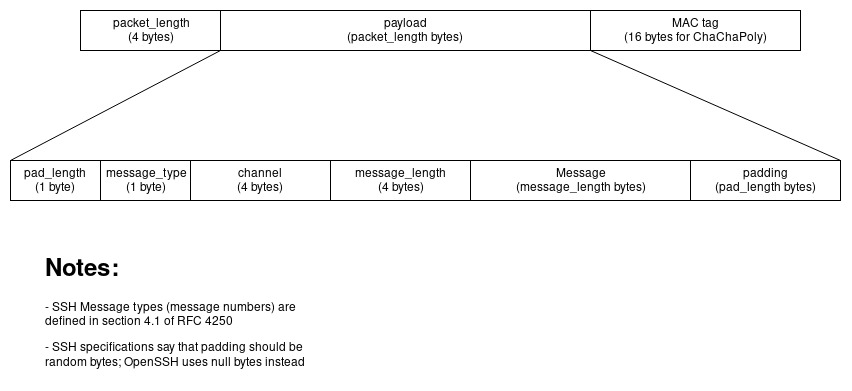 packet_length
(4 bytes)
payload
(packet_length bytes)
MAC tag
(16 bytes for ChaChaPoly)
pad_length
(1 byte)
message_type
(1 byte)
channel
(4 bytes)
message_length
(4 bytes)
Message
(message_length bytes)
padding
(pad_length bytes)
Notes:
- SSH Message types (message numbers) are
defined in section 4.1 of RFC 4250
- SSH specifications say that padding should be
random bytes; OpenSSH uses null bytes instead